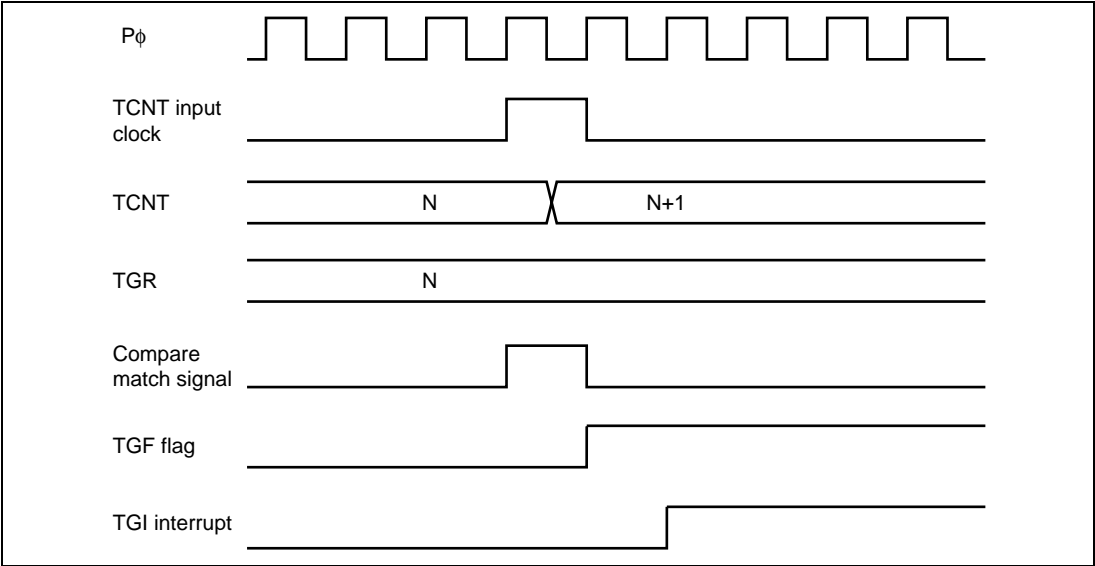 Pϕ
TCNT input
clock
TCNT
N
N+1
TGR
N
Compare
match signal
TGF flag
TGI interrupt